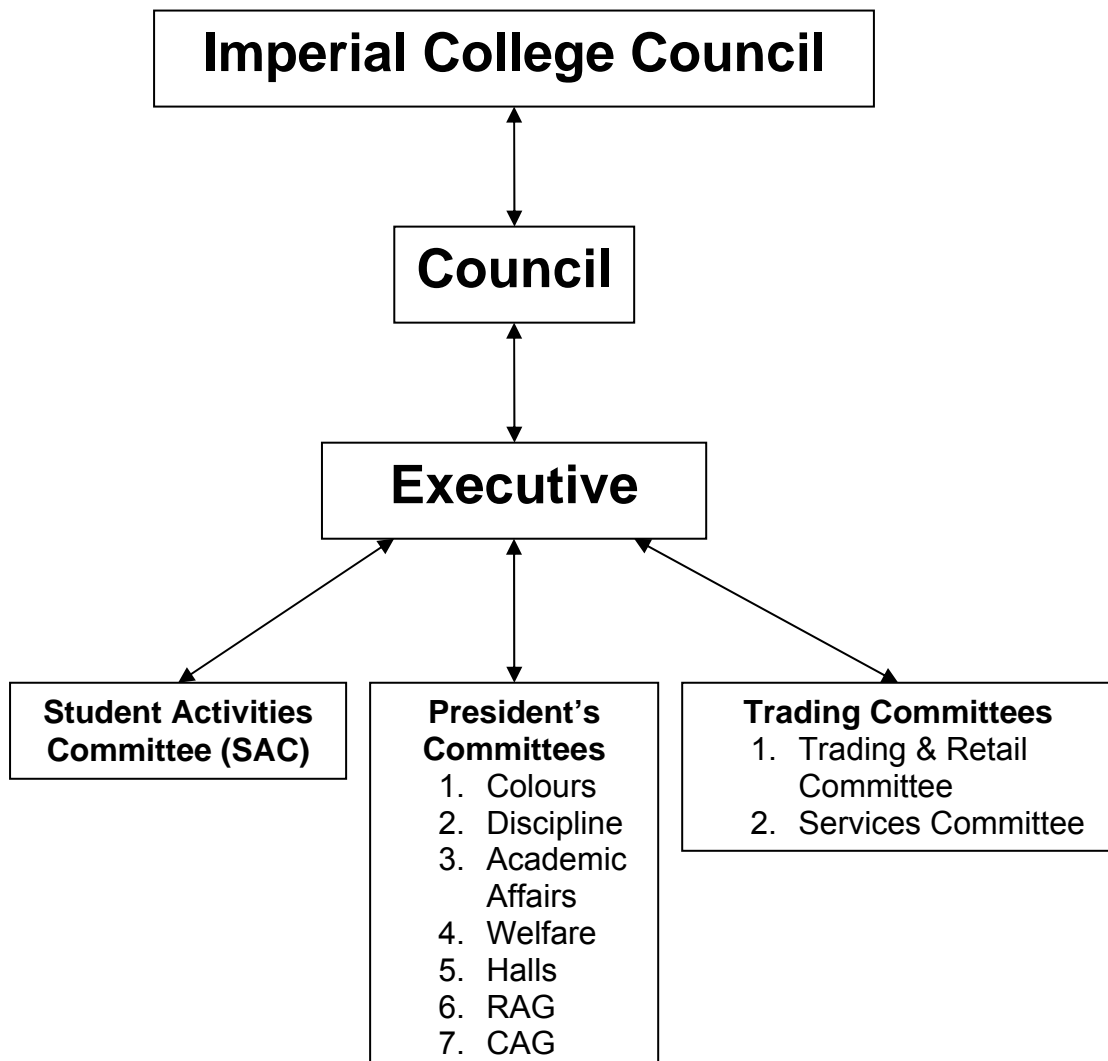 Imperial College Council
Council
Executive
Student Activities
Committee (SAC)
President’s
Committees
1. Colours
2. Discipline
3. Academic
Affairs
4. Welfare
5. Halls
6. RAG
7. CAG
Trading Committees
1. Trading & Retail
Committee
2. Services Committee